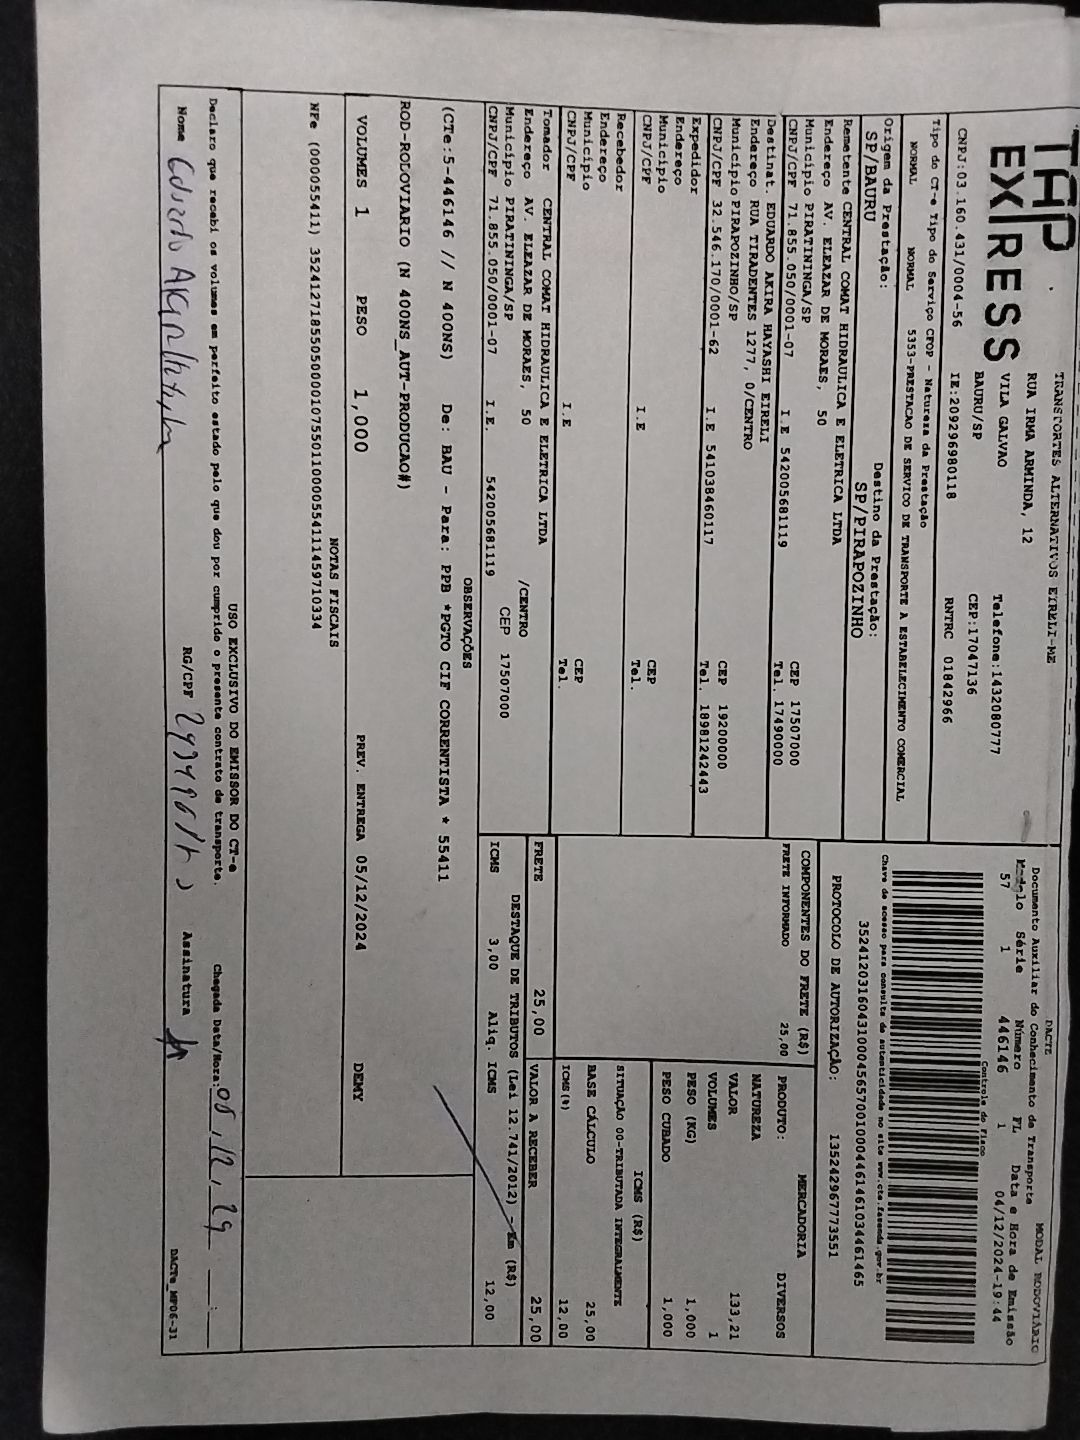 TAP
EXPRESS
TRANSPORTES ALTERNATIVOS EIRELI-ME
RUA IRMA ARMINDA, 12
VILA GALVAO Telefone:1432080777
BAURU/SP CEP:17047136
CNPJ:03.160.431/0004-56 IE:209296980118 RNTRC 01842966
Tipo do CT-e Tipo do Serviço CFOP - Natureza da Prestação
NORMAL NORMAL 5353-PRESTACAO DE SERVICO DE TRANSPORTE A ESTABELECIMENTO COMERCIAL
Origem da Prestação: Destino da Prestação:
SP/BAURU SP/PIRAPOZINHO
Remetente CENTRAL COMAT HIDRAULICA E ELETRICA LTDA
Endereço AV. ELEAZAR DE MORAES, 50
Município PIRATININGA/SP CEP 17507000
CNPJ/CPF 71.855.050/0001-07 I.E 542005681119 Tel. 17490000
Destinat. EDUARDO AKIRA HAYASHI EIRELI
Endereço RUA TIRADENTES 1277, 0/CENTRO
Município PIRAPOZINHO/SP CEP 19200000
CNPJ/CPF 32.546.170/0001-62 I.E 541038460117 Tel. 18981242443
Expedidor
Endereço
Município CEP
CNPJ/CPF I.E Tel.
Recebedor
Endereço
Município CEP
CNPJ/CPF I.E Tel.
Tomador CENTRAL COMAT HIDRAULICA E ELETRICA LTDA
Endereço AV. ELEAZAR DE MORAES, 50 /CENTRO
Município PIRATININGA/SP CEP 17507000
CNPJ/CPF 71.855.050/0001-07 I.E. 542005681119
DACTE MODAL RODOVIÁRIO
Documento Auxiliar do Conhecimento de Transporte
Modelo Série Número FL Data e Hora de Emissão
57 1 446146 1 04/12/2024-19:44
Controle do Fisco
Chave de acesso para consulta de autenticidade no site www.cte.fazenda.gov.br
35241203160431000456570010004461461034461465
PROTOCOLO DE AUTORIZAÇÃO: 135242967773551
COMPONENTES DO FRETE (R$)
FRETE INFORMADO 25,00
MERCADORIA
PRODUTO: DIVERSOS
NATUREZA
VALOR 133,21
VOLUMES 1
PESO (KG) 1,000
PESO CUBADO 1,000
ICMS (R$)
SITUAÇÃO 00-TRIBUTADA INTEGRALMENTE
BASE CÁLCULO 25,00
ICMS(%) 12,00
FRETE 25,00 VALOR A RECEBER 25,00
DESTAQUE DE TRIBUTOS (Lei 12.741/2012) - Em (R$)
ICMS 3,00 Aliq. ICMS 12,00
OBSERVAÇÕES
(CTe:5-446146 // N 400NS) De: BAU - Para: PPB *PGTO CIF CORRENTISTA * 55411
ROD-RODOVIARIO (N 400NS_AUT-PRODUCAO#)
VOLUMES 1 PESO 1,000 PREV. ENTREGA 05/12/2024 DEMY
NOTAS FISCAIS
NFe (000055411) 35241271855050000107550110000554111459710334
USO EXCLUSIVO DO EMISSOR DO CT-e
Declaro que recebi os volumes em perfeito estado pelo que dou por cumprido o presente contrato de transporte. Chegada Data/Hora:
Nome Eduardo RG/CPF Assinatura
DACTe_MP06-31